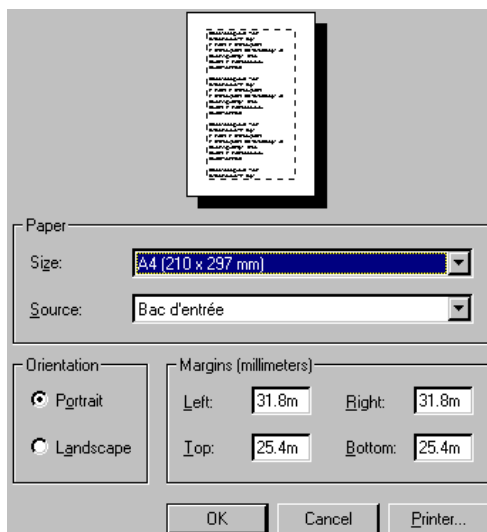 Paper
Size: A4 (210 x 297 mm)
Source: Bac d'entrée
Orientation
Portrait
Landscape
Margins (millimeters)
Left: 31.8m Right: 31.8m
Top: 25.4m Bottom: 25.4m
OK Cancel Printer...